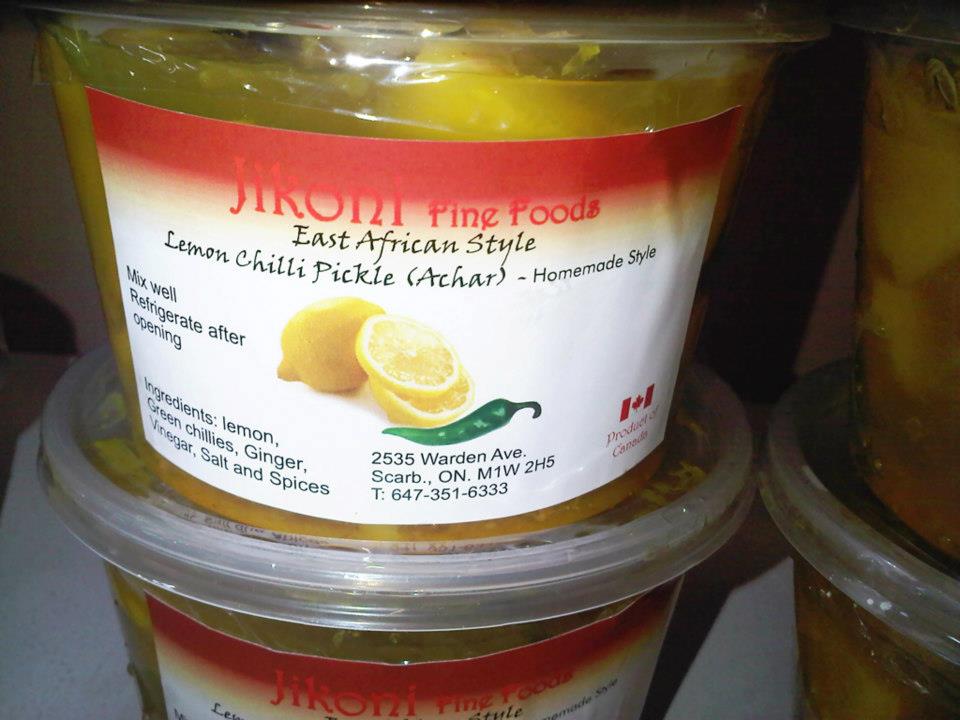 Jikoni Fine Foods
East African Style
Lemon Chilli Pickle (Achar) - Homemade Style
Mix well
Refrigerate after
opening
Ingredients: lemon,
Green chillies, Ginger,
Vinegar, Salt and Spices
2535 Warden Ave.
Scarb., ON. M1W 2H5
T: 647-351-6333
Product of
Canada
Jikoni Fine Foods
Style